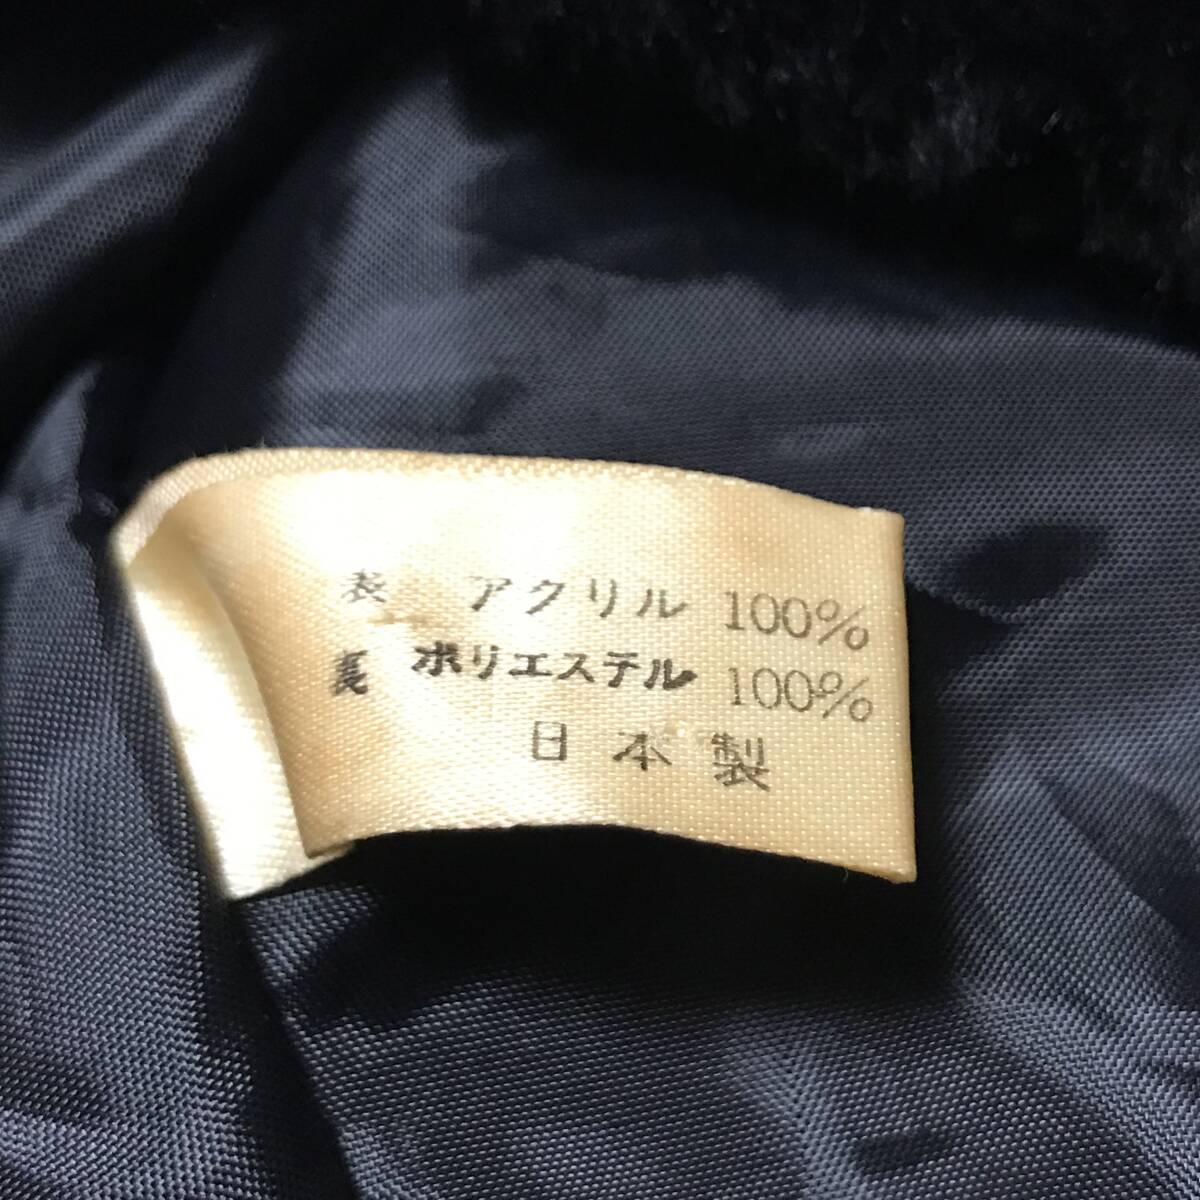 表 アクリル 100%
裏 ポリエステル 100%
日本製